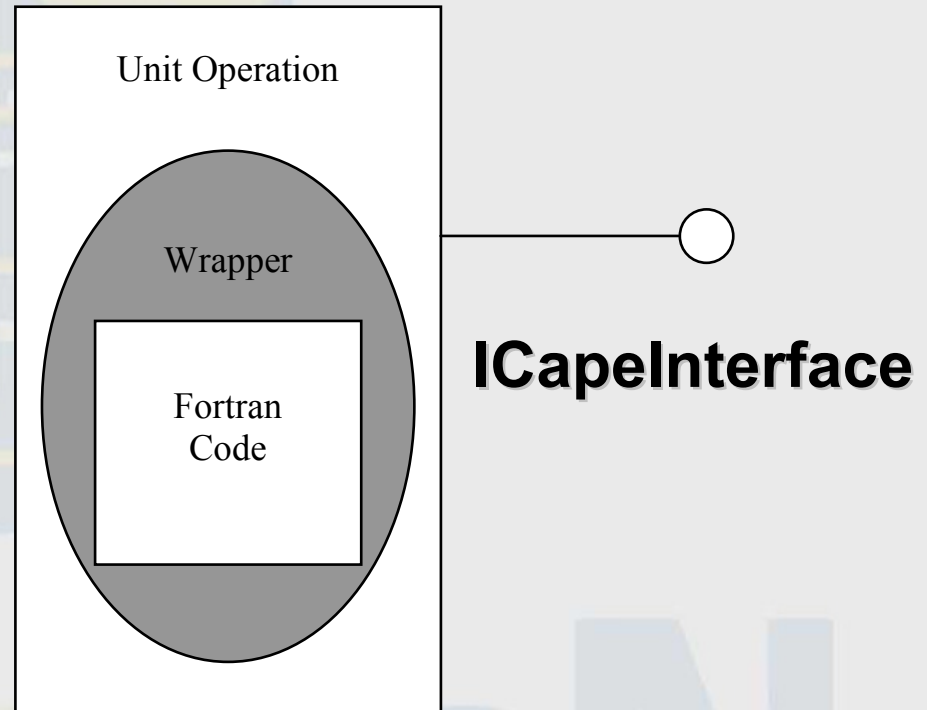 Unit Operation
Wrapper
ICapeInterface
Fortran
Code